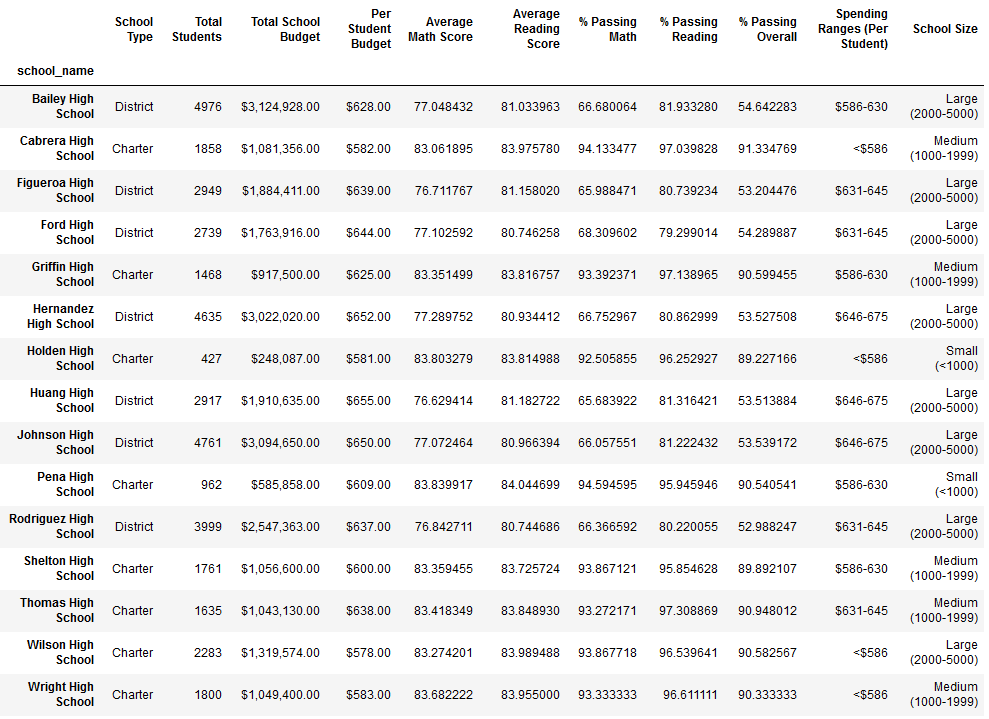 School Type Total Students Total School Budget Per Student Budget Average Math Score Average Reading Score % Passing Math % Passing Reading % Passing Overall Spending Ranges (Per Student) School Size
school_name
Bailey High School District 4976 $3,124,928.00 $628.00 77.048432 81.033963 66.680064 81.933280 54.642283 $586-630 Large (2000-5000)
Cabrera High School Charter 1858 $1,081,356.00 $582.00 83.061895 83.975780 94.133477 97.039828 91.334769 <$586 Medium (1000-1999)
Figueroa High School District 2949 $1,884,411.00 $639.00 76.711767 81.158020 65.988471 80.739234 53.204476 $631-645 Large (2000-5000)
Ford High School District 2739 $1,763,916.00 $644.00 77.102592 80.746258 68.309602 79.299014 54.289887 $631-645 Large (2000-5000)
Griffin High School Charter 1468 $917,500.00 $625.00 83.351499 83.816757 93.392371 97.138965 90.599455 $586-630 Medium (1000-1999)
Hernandez High School District 4635 $3,022,020.00 $652.00 77.289752 80.934412 66.752967 80.862999 53.527508 $646-675 Large (2000-5000)
Holden High School Charter 427 $248,087.00 $581.00 83.803279 83.814988 92.505855 96.252927 89.227166 <$586 Small (<1000)
Huang High School District 2917 $1,910,635.00 $655.00 76.629414 81.182722 65.683922 81.316421 53.513884 $646-675 Large (2000-5000)
Johnson High School District 4761 $3,094,650.00 $650.00 77.072464 80.966394 66.057551 81.222432 53.539172 $646-675 Large (2000-5000)
Pena High School Charter 962 $585,858.00 $609.00 83.839917 84.044699 94.594595 95.945946 90.540541 $586-630 Small (<1000)
Rodriguez High School District 3999 $2,547,363.00 $637.00 76.842711 80.744686 66.366592 80.220055 52.988247 $631-645 Large (2000-5000)
Shelton High School Charter 1761 $1,056,600.00 $600.00 83.359455 83.725724 93.867121 95.854628 89.892107 $586-630 Medium (1000-1999)
Thomas High School Charter 1635 $1,043,130.00 $638.00 83.418349 83.848930 93.272171 97.308869 90.948012 $631-645 Medium (1000-1999)
Wilson High School Charter 2283 $1,319,574.00 $578.00 83.274201 83.989488 93.867718 96.539641 90.582567 <$586 Large (2000-5000)
Wright High School Charter 1800 $1,049,400.00 $583.00 83.682222 83.955000 93.333333 96.611111 90.333333 <$586 Medium (1000-1999)